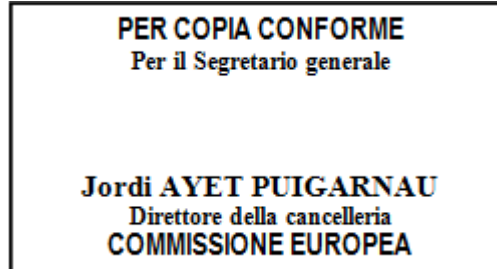 PER COPIA CONFORME
Per il Segretario generale
Jordi AYET PUIGARNAU
Direttore della cancelleria
COMMISSIONE EUROPEA